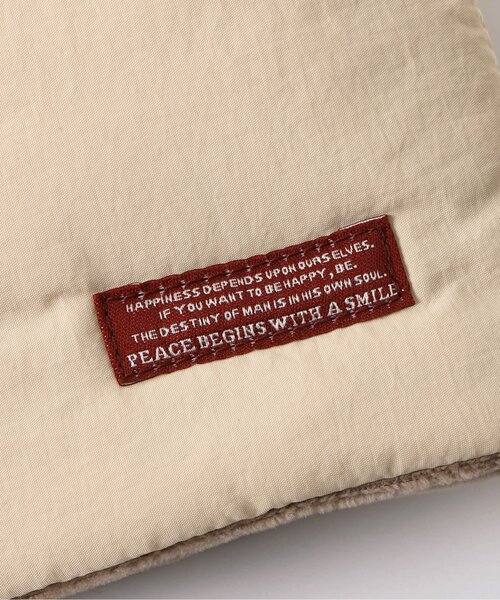 HAPPINESS DEPENDS UPON OURSELVES.
IF YOU WANT TO BE HAPPY, BE.
THE DESTINY OF MAN IS IN HIS OWN SOUL.
PEACE BEGINS WITH A SMILE